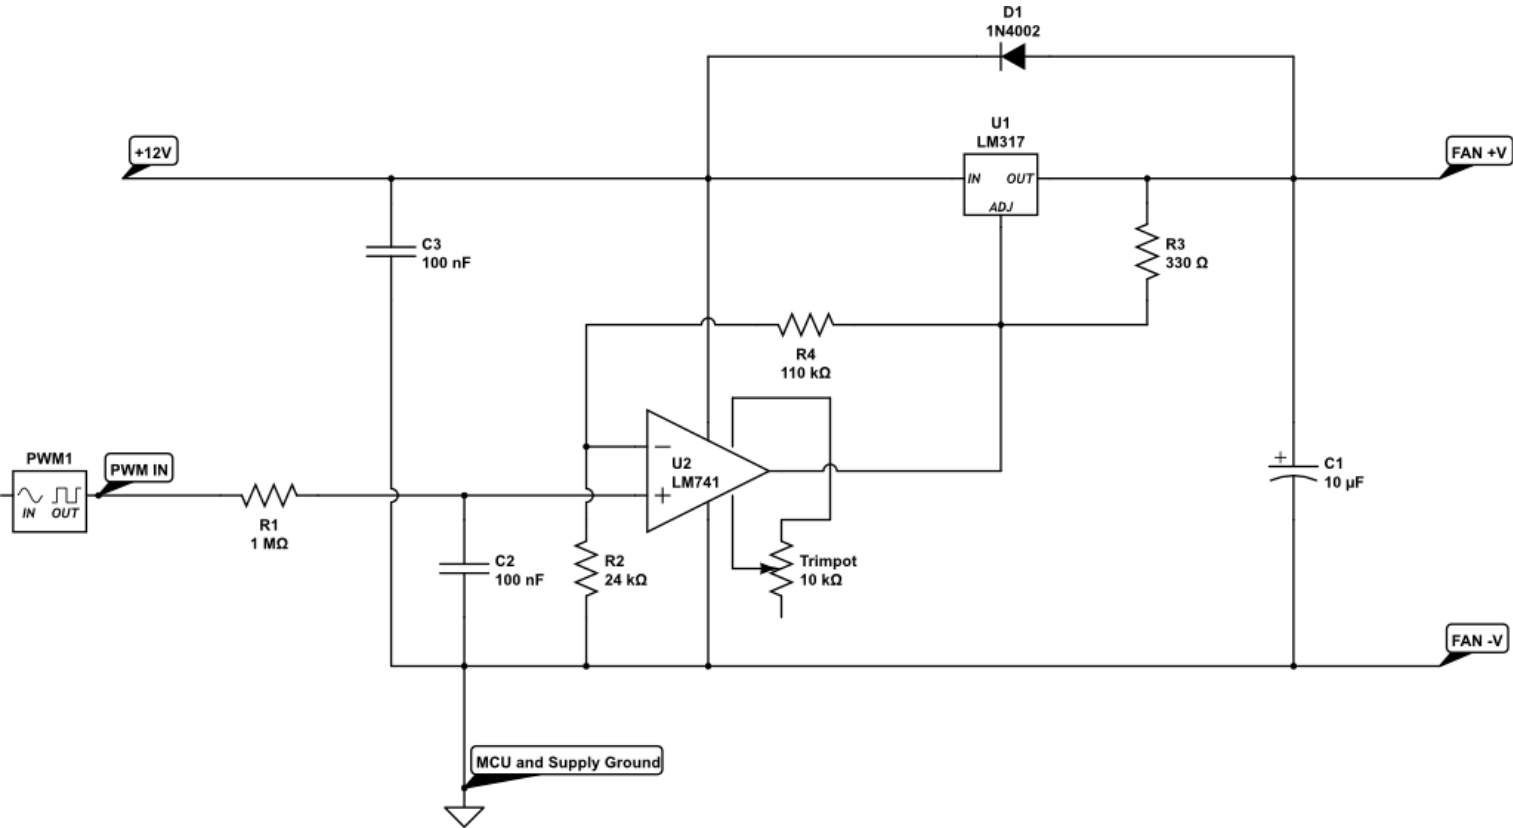 D1
1N4002
U1
LM317
+12V
FAN +V
IN OUT
ADJ
C3
100 nF
R3
330 Ω
R4
110 kΩ
PWM1
PWM IN
U2
LM741
C1
10 µF
IN OUT
R1
1 MΩ
C2
100 nF
R2
24 kΩ
Trimpot
10 kΩ
FAN -V
MCU and Supply Ground